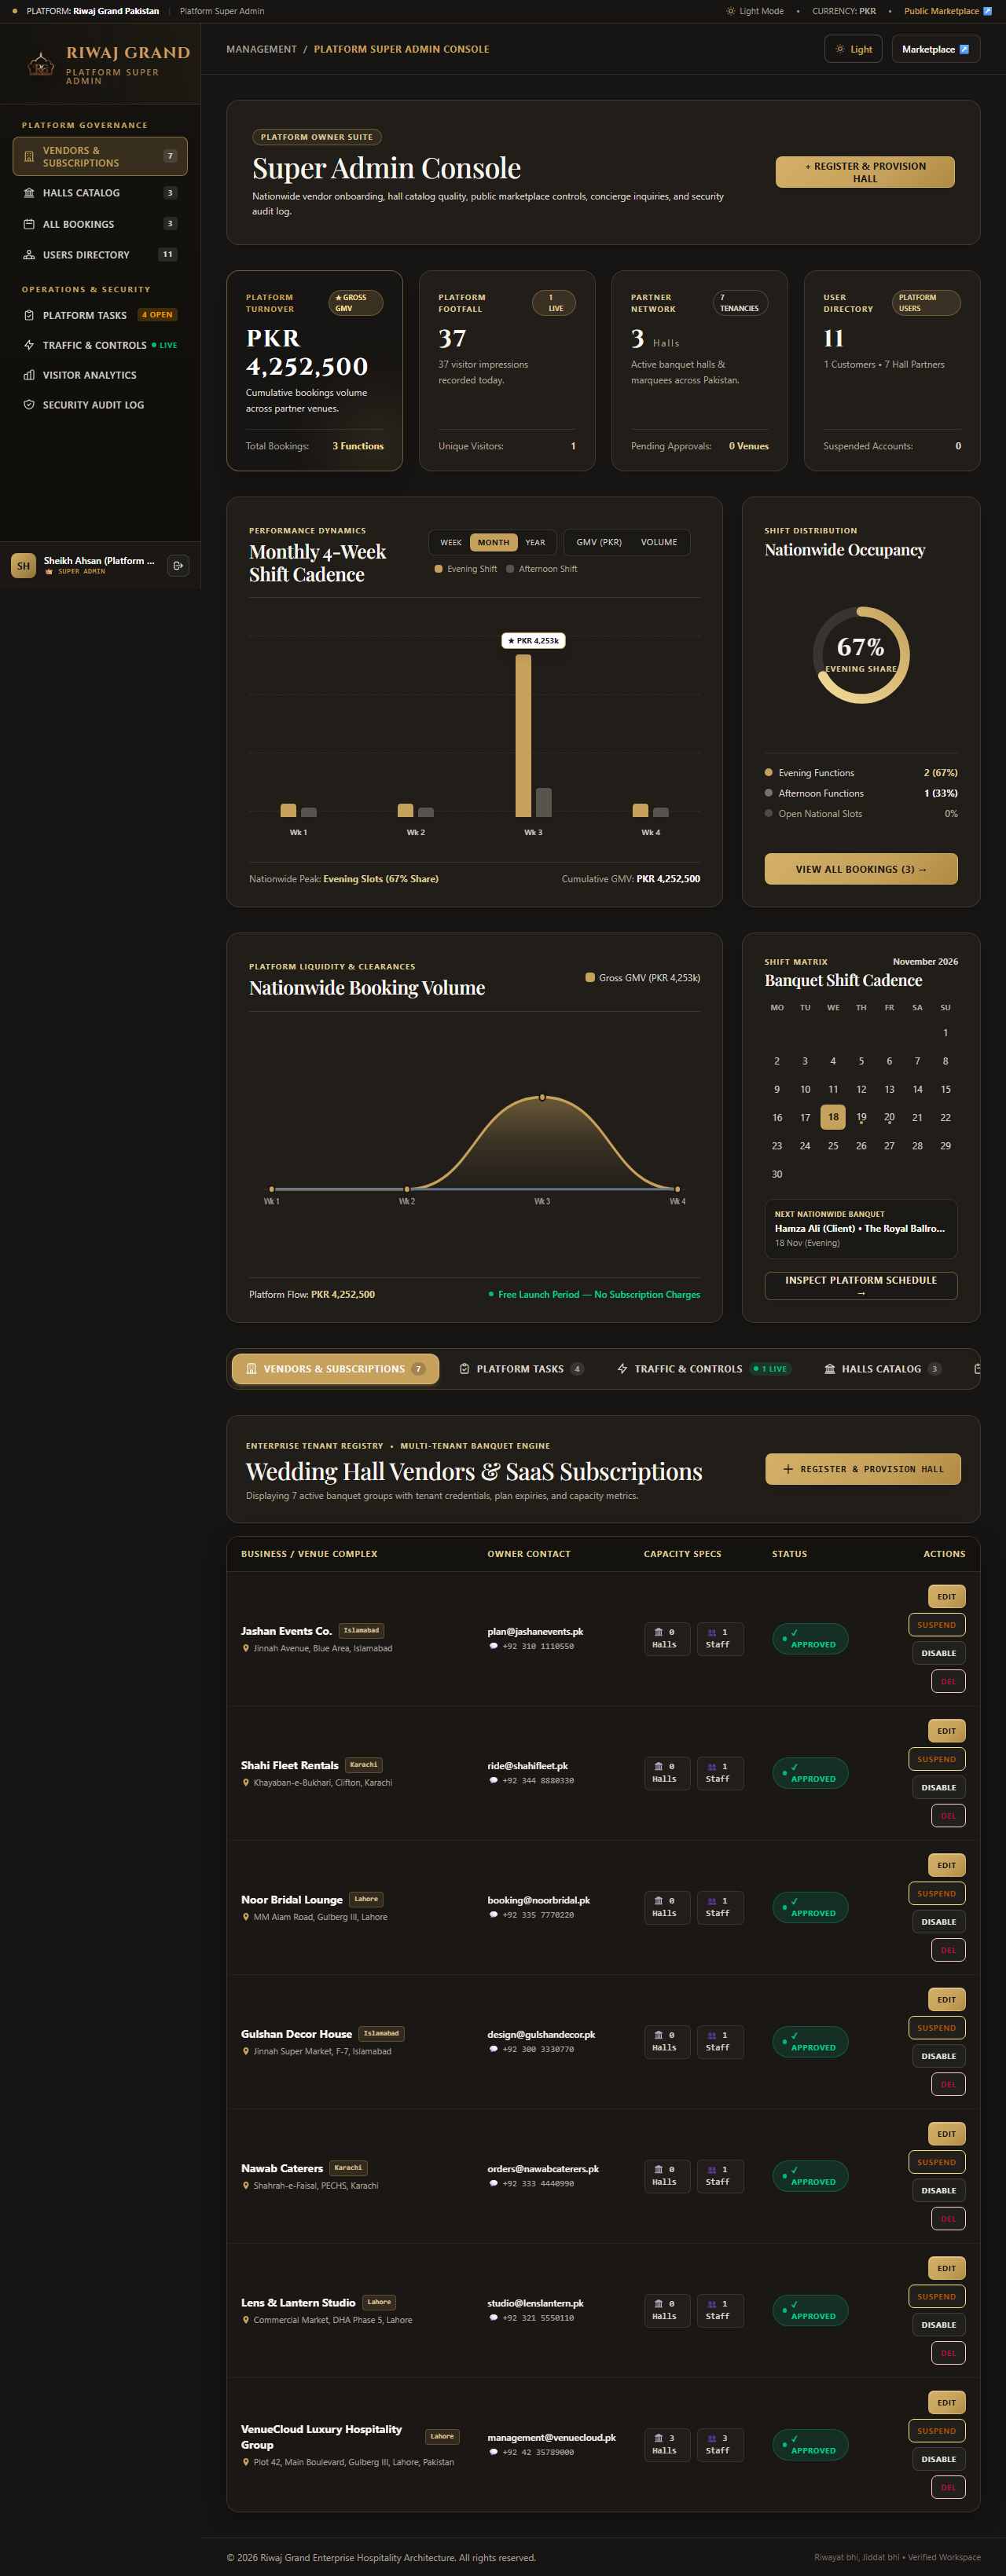 PLATFORM: Riwaj Grand Pakistan | Platform Super Admin
Light Mode • CURRENCY: PKR • Public Marketplace
RIWAJ GRAND
PLATFORM SUPER
ADMIN
MANAGEMENT / PLATFORM SUPER ADMIN CONSOLE
Light
Marketplace
PLATFORM GOVERNANCE
VENDORS &
SUBSCRIPTIONS
7
HALLS CATALOG 3
ALL BOOKINGS 3
USERS DIRECTORY 11
OPERATIONS & SECURITY
PLATFORM TASKS 4 OPEN
TRAFFIC & CONTROLS LIVE
VISITOR ANALYTICS
SECURITY AUDIT LOG
SH
Sheikh Ahsan (Platform ...
SUPER ADMIN
PLATFORM OWNER SUITE
Super Admin Console
Nationwide vendor onboarding, hall catalog quality, public marketplace controls, concierge inquiries, and security
audit log.
+ REGISTER & PROVISION
HALL
PLATFORM
TURNOVER
★ GROSS
GMV
PKR
4,252,500
Cumulative bookings volume
across partner venues.
Total Bookings: 3 Functions
PLATFORM
FOOTFALL
1
LIVE
37
37 visitor impressions
recorded today.
Unique Visitors: 1
PARTNER
NETWORK
7
TENANCIES
3 Halls
Active banquet halls &
marquees across Pakistan.
Pending Approvals: 0 Venues
USER
DIRECTORY
PLATFORM
USERS
11
1 Customers • 7 Hall Partners
Suspended Accounts: 0
PERFORMANCE DYNAMICS
Monthly 4-Week
Shift Cadence
WEEK MONTH YEAR
GMV (PKR) VOLUME
Evening Shift Afternoon Shift
★ PKR 4,253k
Wk 1 Wk 2 Wk 3 Wk 4
Nationwide Peak: Evening Slots (67% Share)
Cumulative GMV: PKR 4,252,500
SHIFT DISTRIBUTION
Nationwide Occupancy
67%
EVENING SHARE
Evening Functions 2 (67%)
Afternoon Functions 1 (33%)
Open National Slots 0%
VIEW ALL BOOKINGS (3) →
PLATFORM LIQUIDITY & CLEARANCES
Nationwide Booking Volume
Gross GMV (PKR 4,253k)
Wk 1 Wk 2 Wk 3 Wk 4
Platform Flow: PKR 4,252,500
Free Launch Period — No Subscription Charges
SHIFT MATRIX November 2026
Banquet Shift Cadence
MO TU WE TH FR SA SU
1
2 3 4 5 6 7 8
9 10 11 12 13 14 15
16 17 18 19 20 21 22
23 24 25 26 27 28 29
30
NEXT NATIONWIDE BANQUET
Hamza Ali (Client) • The Royal Ballro...
18 Nov (Evening)
INSPECT PLATFORM SCHEDULE
→
VENDORS & SUBSCRIPTIONS 7
PLATFORM TASKS 4
TRAFFIC & CONTROLS 1 LIVE
HALLS CATALOG 3
ENTERPRISE TENANT REGISTRY • MULTI-TENANT BANQUET ENGINE
Wedding Hall Vendors & SaaS Subscriptions
Displaying 7 active banquet groups with tenant credentials, plan expiries, and capacity metrics.
+ REGISTER & PROVISION HALL
BUSINESS / VENUE COMPLEX OWNER CONTACT CAPACITY SPECS STATUS ACTIONS
Jashan Events Co. Islamabad
Jinnah Avenue, Blue Area, Islamabad
plan@jashanevents.pk
+92 310 1110550
0
Halls
1
Staff
✓
APPROVED
EDIT
SUSPEND
DISABLE
DEL
Shahi Fleet Rentals Karachi
Khayaban-e-Bukhari, Clifton, Karachi
ride@shahifleet.pk
+92 344 8880330
0
Halls
1
Staff
✓
APPROVED
EDIT
SUSPEND
DISABLE
DEL
Noor Bridal Lounge Lahore
MM Alam Road, Gulberg III, Lahore
booking@noorbridal.pk
+92 335 7770220
0
Halls
1
Staff
✓
APPROVED
EDIT
SUSPEND
DISABLE
DEL
Gulshan Decor House Islamabad
Jinnah Super Market, F-7, Islamabad
design@gulshandecor.pk
+92 300 3330770
0
Halls
1
Staff
✓
APPROVED
EDIT
SUSPEND
DISABLE
DEL
Nawab Caterers Karachi
Shahrah-e-Faisal, PECHS, Karachi
orders@nawabcaterers.pk
+92 333 4440990
0
Halls
1
Staff
✓
APPROVED
EDIT
SUSPEND
DISABLE
DEL
Lens & Lantern Studio Lahore
Commercial Market, DHA Phase 5, Lahore
studio@lenslantern.pk
+92 321 5550110
0
Halls
1
Staff
✓
APPROVED
EDIT
SUSPEND
DISABLE
DEL
VenueCloud Luxury Hospitality
Group
Lahore
Plot 42, Main Boulevard, Gulberg III, Lahore, Pakistan
management@venuecloud.pk
+92 42 35789000
3
Halls
3
Staff
✓
APPROVED
EDIT
SUSPEND
DISABLE
DEL
© 2026 Riwaj Grand Enterprise Hospitality Architecture. All rights reserved.
Riwayat bhi, Jiddat bhi • Verified Workspace